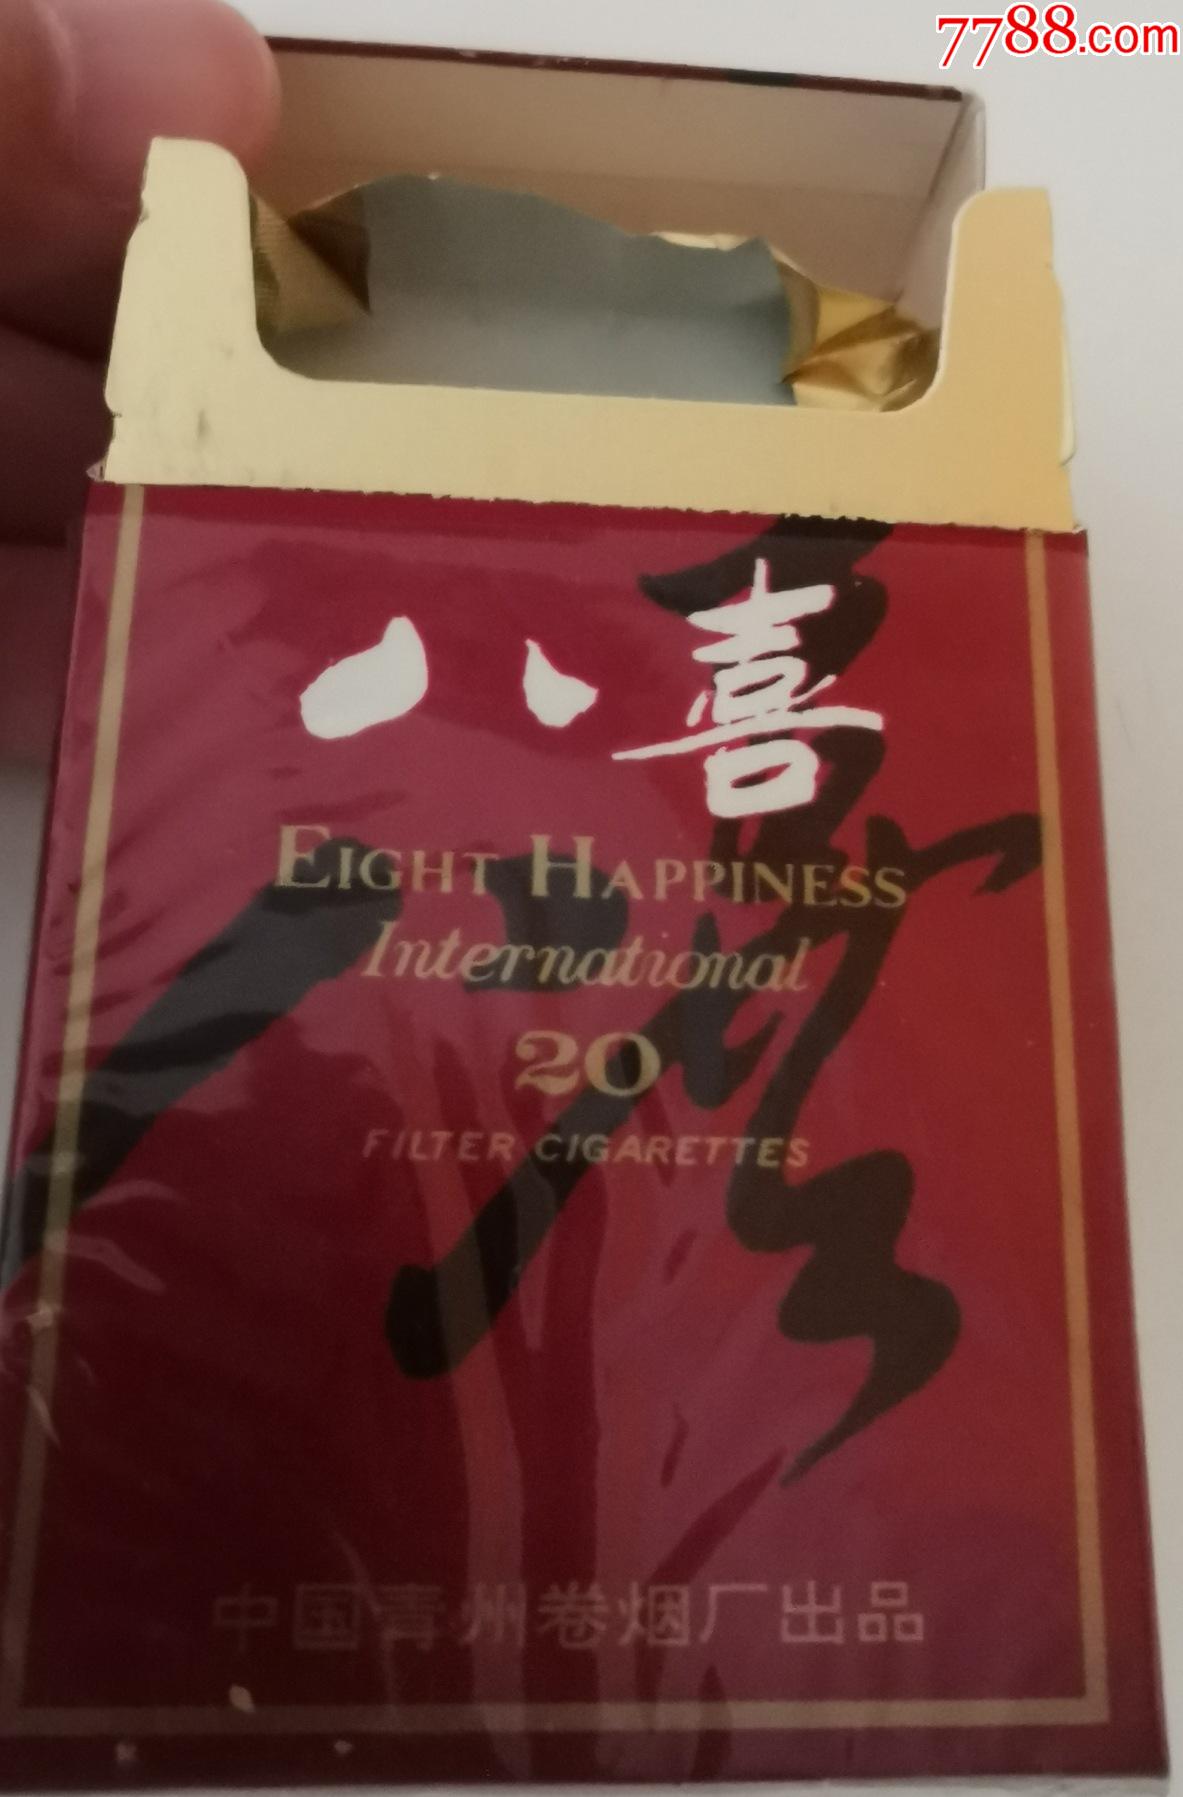 7788.com
八喜
EIGHT HAPPINESS
International
20
FILTER CIGARETTES
中国青州卷烟厂出品